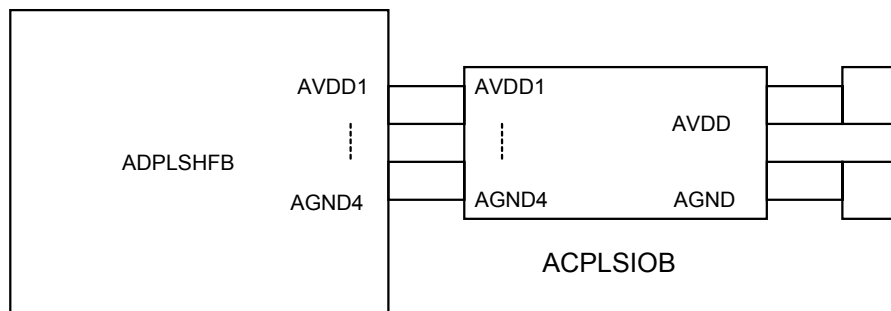 AVDD1
AVDD1
AVDD
ADPLSHFB
AGND4
AGND4
AGND
ACPLSIOB